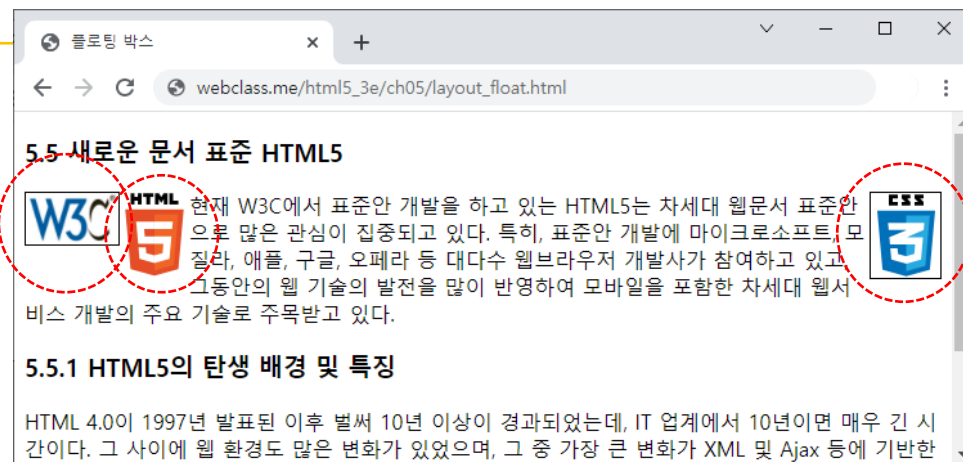 플로팅 박스
webclass.me/html5_3e/ch05/layout_float.html
5.5 새로운 문서 표준 HTML5
W3C
HTML
5
CSS
3
현재 W3C에서 표준안 개발을 하고 있는 HTML5는 차세대 웹문서 표준안
으로 많은 관심이 집중되고 있다. 특히, 표준안 개발에 마이크로소프트, 모
질라, 애플, 구글, 오페라 등 대다수 웹브라우저 개발사가 참여하고 있고
그동안의 웹 기술의 발전을 많이 반영하여 모바일을 포함한 차세대 웹서
비스 개발의 주요 기술로 주목받고 있다.
5.5.1 HTML5의 탄생 배경 및 특징
HTML 4.0이 1997년 발표된 이후 벌써 10년 이상이 경과되었는데, IT 업계에서 10년이면 매우 긴 시
간이다. 그 사이에 웹 환경도 많은 변화가 있었으며, 그 중 가장 큰 변화가 XML 및 Ajax 등에 기반한